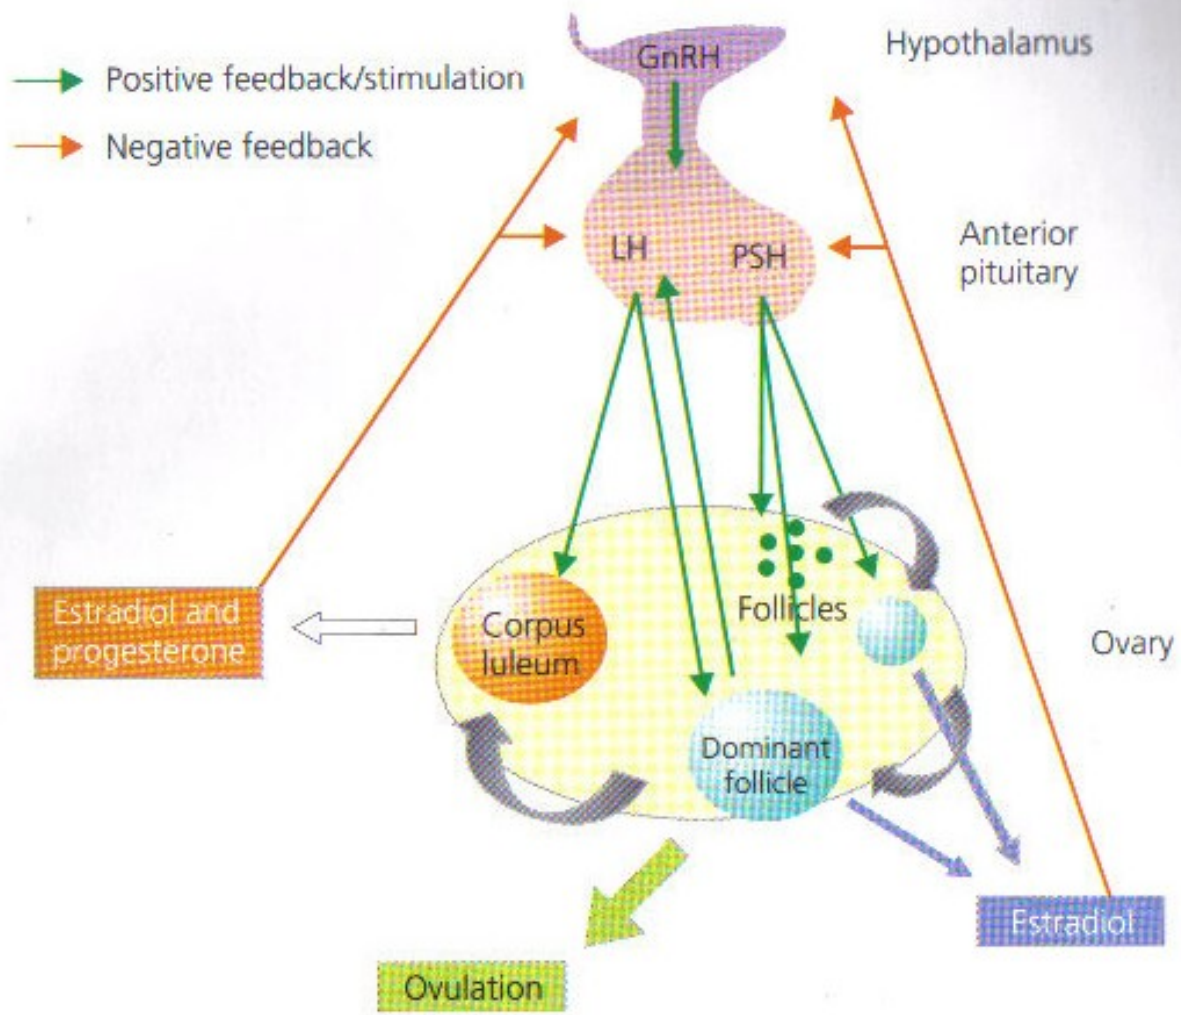 GnRH
Hypothalamus
Positive feedback/stimulation
Negative feedback
LH
PSH
Anterior
pituitary
Follicles
Estradiol and
progesterone
Corpus
luleum
Ovary
Dominant
follicle
Estradiol
Ovulation